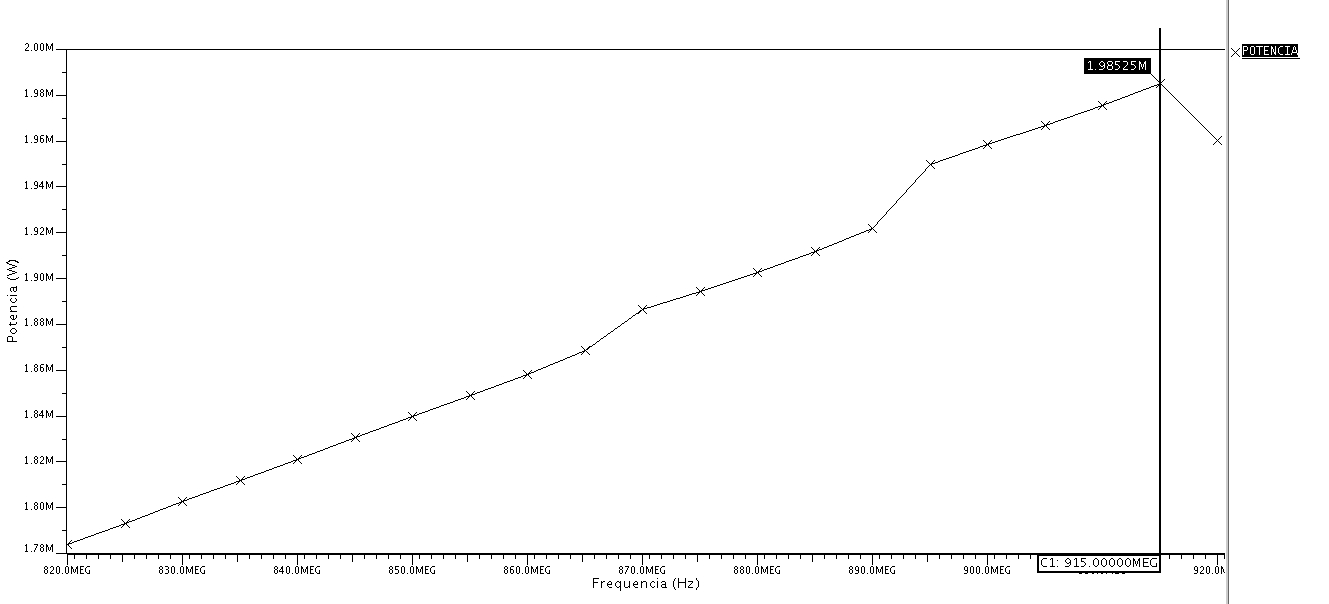 2.00M
1.98525M
POTENCIA
1.98M
1.96M
1.94M
1.92M
1.90M
1.88M
1.86M
1.84M
1.82M
1.80M
1.78M
Potencia (W)
C1: 915.00000MEG
820.0MEG 830.0MEG 840.0MEG 850.0MEG 860.0MEG 870.0MEG 880.0MEG 890.0MEG 900.0MEG 920.0M
Frequencia (Hz)